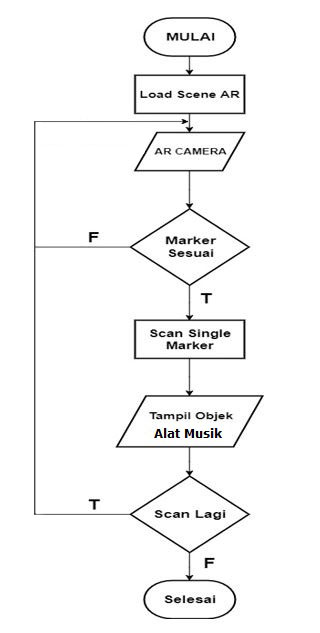 MULAI
Load Scene AR
AR CAMERA
F
Marker
Sesuai
T
Scan Single
Marker
Tampil Objek
Alat Musik
T
Scan Lagi
F
Selesai